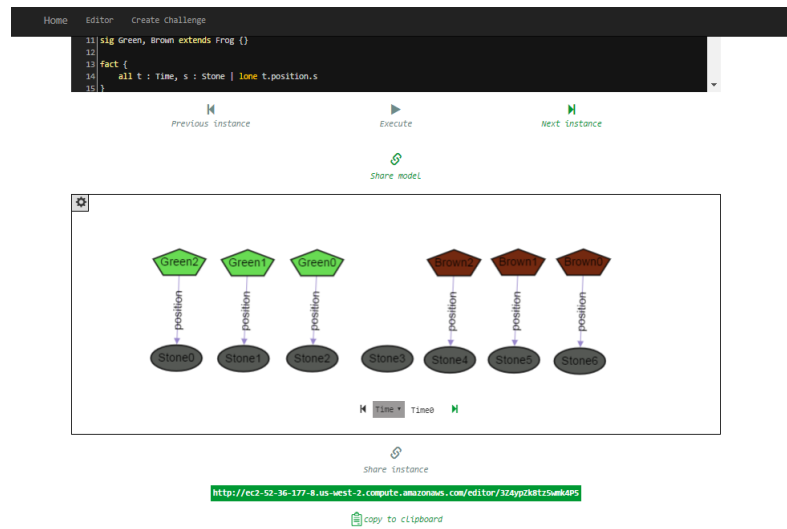 Home Editor Create Challenge
11 sig Green, Brown extends Frog {}
12
13 fact {
14 all t : Time, s : Stone | lone t.position.s
15 }
Previous instance Execute Next instance
Share model
Green2 Green1 Green0 Brown2 Brown1 Brown0
position position position position position position
Stone0 Stone1 Stone2 Stone3 Stone4 Stone5 Stone6
Time Time0
Share instance
http://ec2-52-36-177-8.us-west-2.compute.amazonaws.com/editor/3Z4ypZk8tz5wmk4P5
copy to clipboard